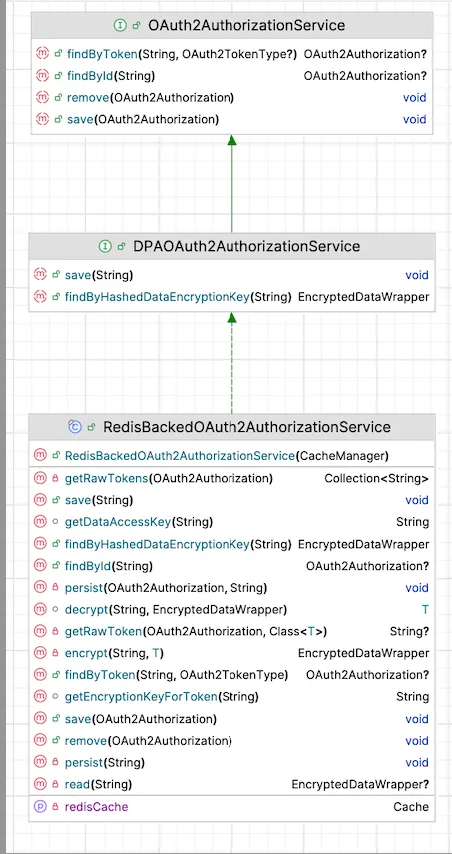 OAuth2AuthorizationService
findByToken(String, OAuth2TokenType?) OAuth2Authorization?
findById(String) OAuth2Authorization?
remove(OAuth2Authorization) void
save(OAuth2Authorization) void
DPAOAuth2AuthorizationService
save(String) void
findByHashedDataEncryptionKey(String) EncryptedDataWrapper
RedisBackedOAuth2AuthorizationService
RedisBackedOAuth2AuthorizationService(CacheManager)
getRawTokens(OAuth2Authorization) Collection<String>
save(String) void
getDataAccessKey(String) String
findByHashedDataEncryptionKey(String) EncryptedDataWrapper
findById(String) OAuth2Authorization?
persist(OAuth2Authorization, String) void
decrypt(String, EncryptedDataWrapper) T
getRawToken(OAuth2Authorization, Class<T>) String?
encrypt(String, T) EncryptedDataWrapper
findByToken(String, OAuth2TokenType) OAuth2Authorization?
getEncryptionKeyForToken(String) String
save(OAuth2Authorization) void
remove(OAuth2Authorization) void
persist(String) void
read(String) EncryptedDataWrapper?
redisCache Cache